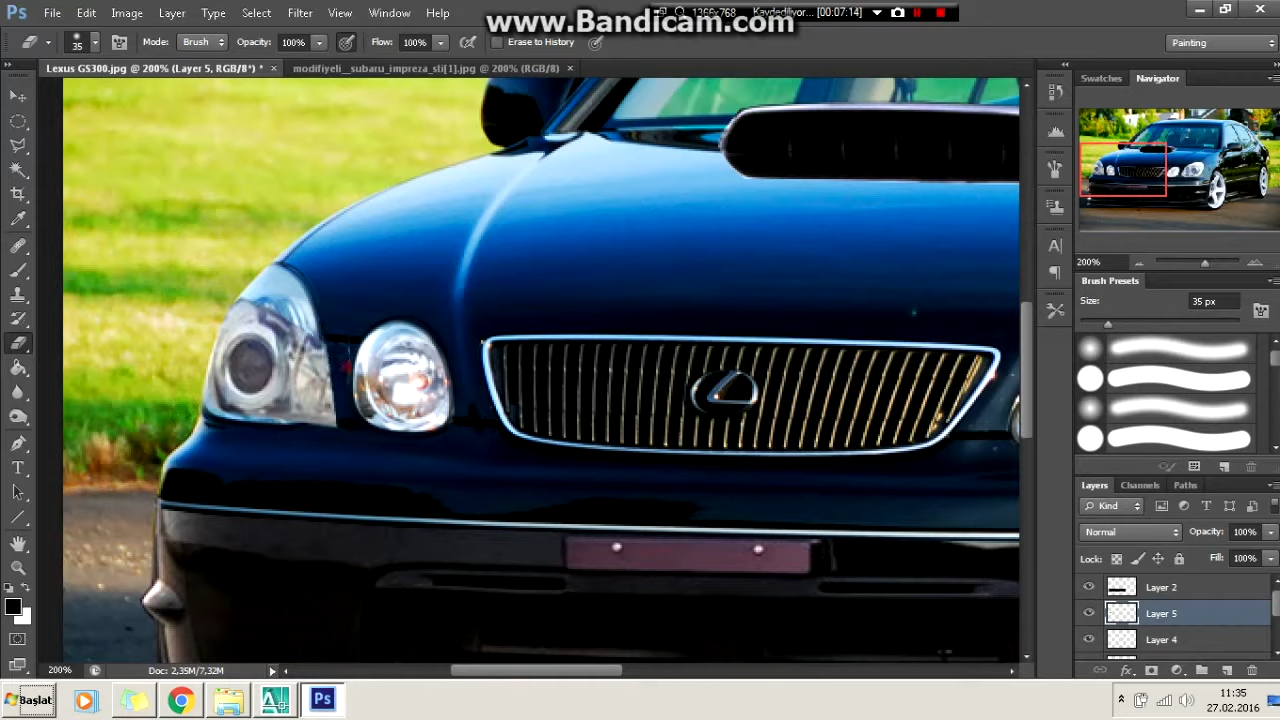 Ps File Edit Image Layer Type Select Filter View Window Help
www.Bandicam.com
1366x768 Kaydediliyor... [00:07:14]
35 Mode: Brush Opacity: 100% Flow: 100% Erase to History Painting
Lexus GS300.jpg @ 200% (Layer 5, RGB/8*) * × modifiyeli__subaru_impreza_sti[1].jpg @ 200% (RGB/8) ×
Swatches Navigator
200%
Brush Presets
Size: 35 px
Layers Channels Paths
Kind
Normal Opacity: 100%
Lock: Fill: 100%
Layer 2
Layer 5
Layer 4
200% Doc: 2,35M/7,32M
Başlat Ps 11:35
27.02.2016